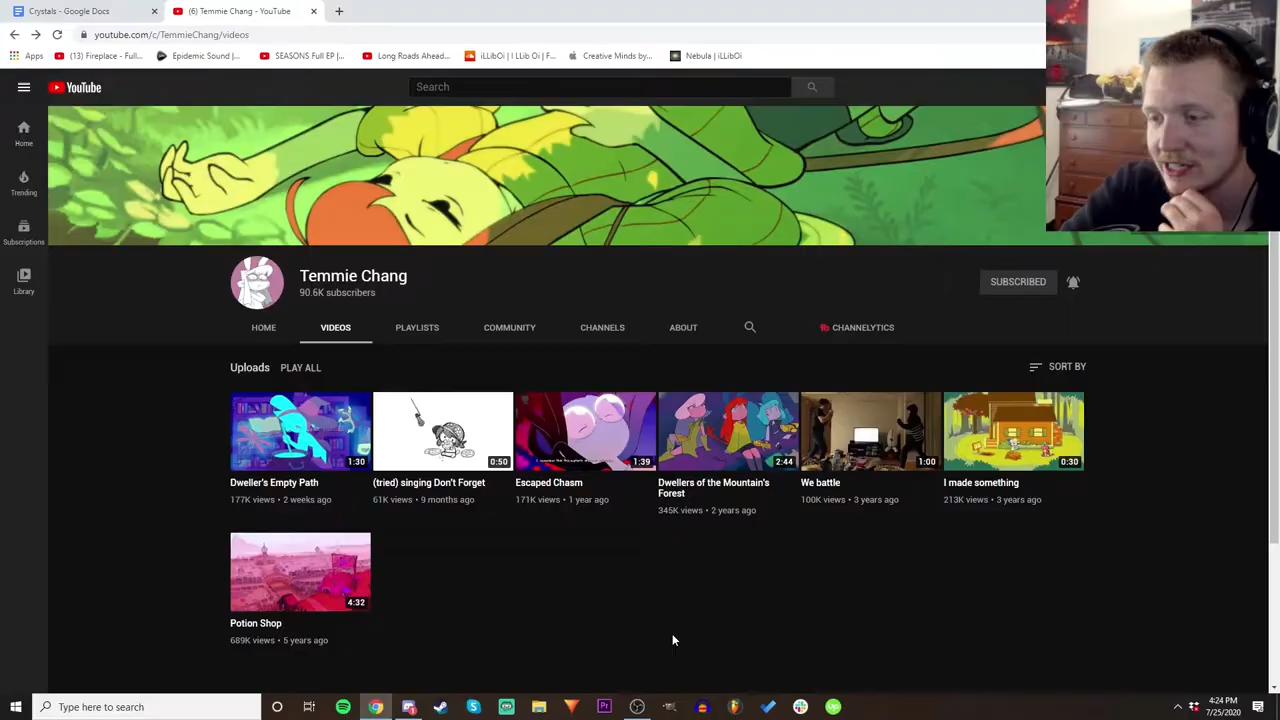 Crystals - Google Docs
(6) Temmie Chang - YouTube
youtube.com/c/TemmieChang/videos
Apps
(13) Fireplace - Full...
Epidemic Sound |...
SEASONS Full EP |...
Long Roads Ahead...
iLLibOi | I LLib Oi | F...
Creative Minds by...
Nebula | iLLibOi
YouTube
Search
Home
Trending
Subscriptions
Library
Temmie Chang
90.6K subscribers
SUBSCRIBED
HOME
VIDEOS
PLAYLISTS
COMMUNITY
CHANNELS
ABOUT
CHANNELYTICS
Uploads
PLAY ALL
SORT BY
1:30
0:50
1:39
2:44
1:00
0:30
Dweller's Empty Path
177K views • 2 weeks ago
(tried) singing Don't Forget
61K views • 9 months ago
Escaped Chasm
171K views • 1 year ago
Dwellers of the Mountain's
Forest
345K views • 2 years ago
We battle
100K views • 3 years ago
I made something
213K views • 3 years ago
4:32
Potion Shop
689K views • 5 years ago
Type here to search
4:24 PM
7/25/2020